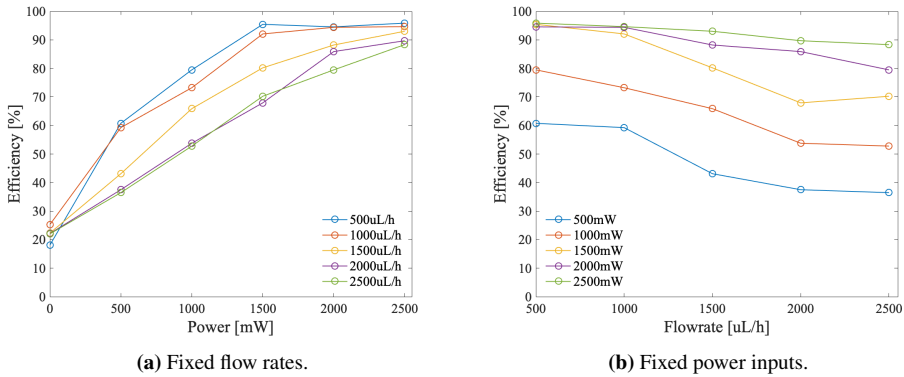 100
90
80
70
60
50
40
30
20
10
0
Efficiency [%]
500uL/h
1000uL/h
1500uL/h
2000uL/h
2500uL/h
0 500 1000 1500 2000 2500
Power [mW]
(a) Fixed flow rates.
100
90
80
70
60
50
40
30
20
10
0
Efficiency [%]
500mW
1000mW
1500mW
2000mW
2500mW
500 1000 1500 2000 2500
Flowrate [uL/h]
(b) Fixed power inputs.